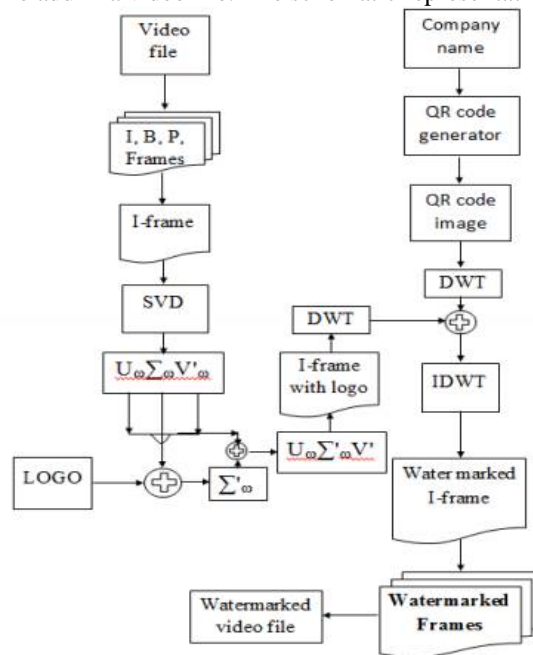 Video
file
I, B, P,
Frames
I-frame
SVD
UωΣωV'ω
LOGO
Σ'ω
UωΣ'ωV'
I-frame
with logo
DWT
Company
name
QR code
generator
QR code
image
DWT
IDWT
Water marked
I-frame
Watermarked
Frames
Watermarked
video file